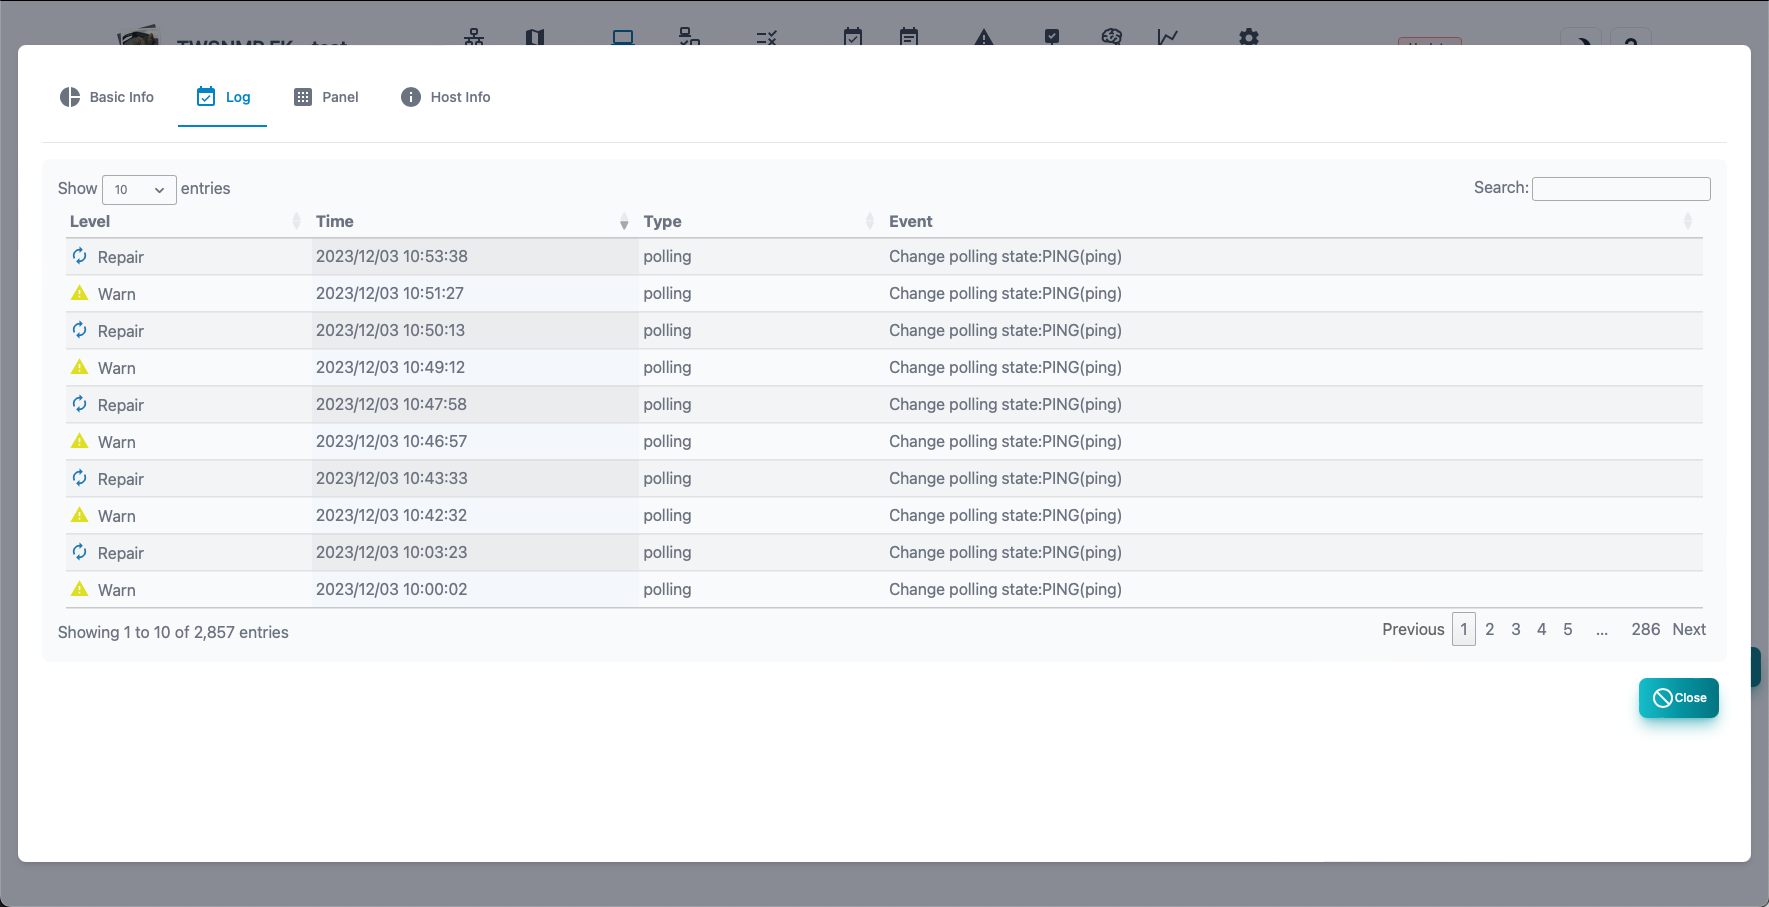 Basic Info Log Panel Host Info
Show 10 entries Search:
Level Time Type Event
Repair 2023/12/03 10:53:38 polling Change polling state:PING(ping)
Warn 2023/12/03 10:51:27 polling Change polling state:PING(ping)
Repair 2023/12/03 10:50:13 polling Change polling state:PING(ping)
Warn 2023/12/03 10:49:12 polling Change polling state:PING(ping)
Repair 2023/12/03 10:47:58 polling Change polling state:PING(ping)
Warn 2023/12/03 10:46:57 polling Change polling state:PING(ping)
Repair 2023/12/03 10:43:33 polling Change polling state:PING(ping)
Warn 2023/12/03 10:42:32 polling Change polling state:PING(ping)
Repair 2023/12/03 10:03:23 polling Change polling state:PING(ping)
Warn 2023/12/03 10:00:02 polling Change polling state:PING(ping)
Showing 1 to 10 of 2,857 entries Previous 1 2 3 4 5 ... 286 Next
Close